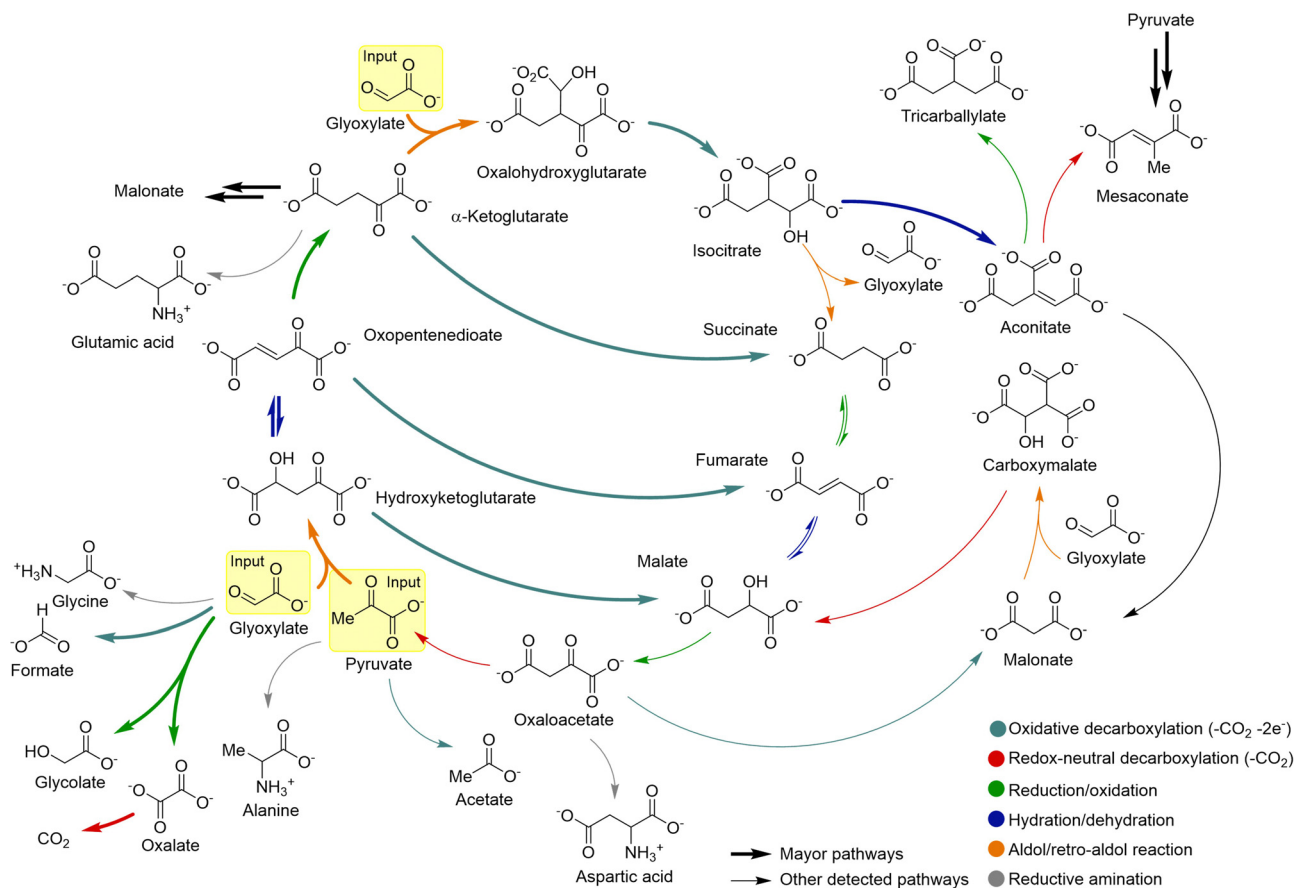 Pyruvate
Input
Glyoxylate
Oxalohydroxyglutarate
Tricarballylate
Mesaconate
Malonate
α-Ketoglutarate
Isocitrate
Glyoxylate
Aconitate
Glutamic acid
Oxopentenedioate
Succinate
Carboxymalate
Hydroxyketoglutarate
Fumarate
Glyoxylate
Input
Glyoxylate
Input
Pyruvate
Malate
Malonate
Glycine
Formate
Oxaloacetate
Glycolate
Oxalate
CO2
Alanine
Acetate
Aspartic acid
Oxidative decarboxylation (-CO2 -2e-)
Redox-neutral decarboxylation (-CO2)
Reduction/oxidation
Hydration/dehydration
Aldol/retro-aldol reaction
Reductive amination
Mayor pathways
Other detected pathways